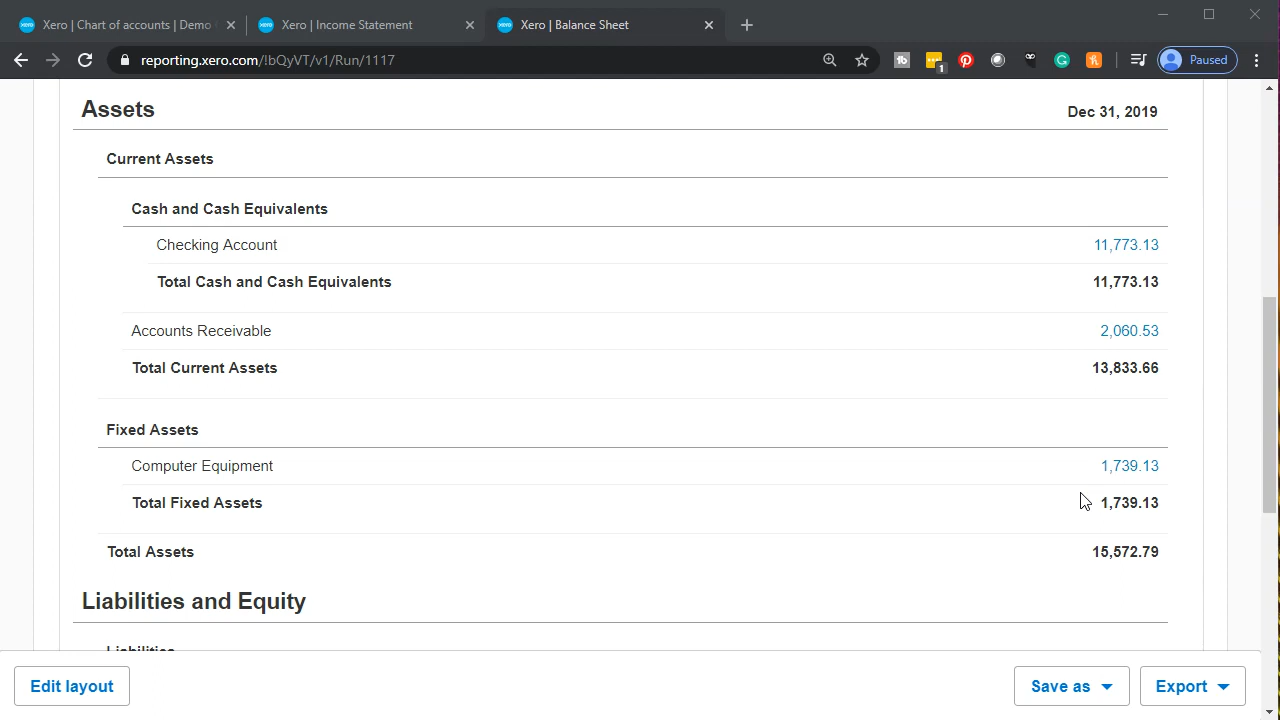 Xero | Chart of accounts | Demo
Xero | Income Statement
Xero | Balance Sheet
reporting.xero.com/!bQyVT/v1/Run/1117
1
Paused
Assets Dec 31, 2019
Current Assets
Cash and Cash Equivalents
Checking Account 11,773.13
Total Cash and Cash Equivalents 11,773.13
Accounts Receivable 2,060.53
Total Current Assets 13,833.66
Fixed Assets
Computer Equipment 1,739.13
Total Fixed Assets 1,739.13
Total Assets 15,572.79
Liabilities and Equity
Liabilities
Edit layout
Save as
Export